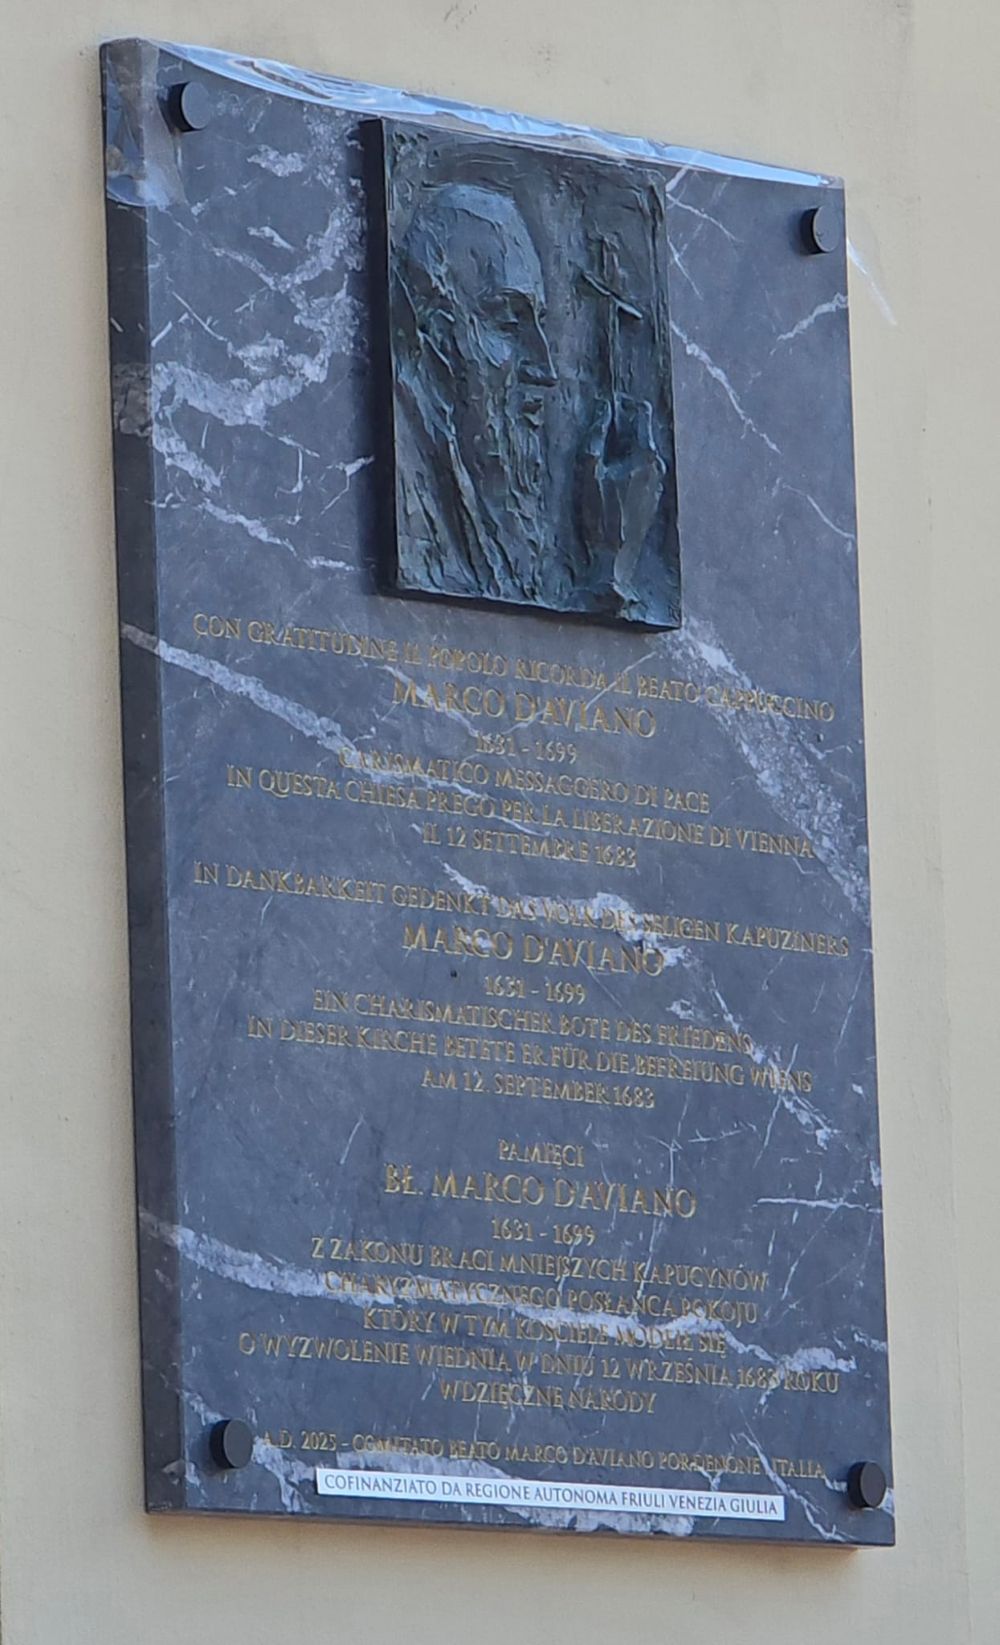 CON GRATITUDINE IL POPOLO RICORDA IL BEATO CAPPUCCINO
MARCO D'AVIANO
1631 - 1699
CARISMATICO MESSAGGERO DI PACE
IN QUESTA CHIESA PREGÒ PER LA LIBERAZIONE DI VIENNA
IL 12 SETTEMBRE 1683
IN DANKBARKEIT GEDENKT DAS VOLK DES SELIGEN KAPUZINERS
MARCO D'AVIANO
1631 - 1699
EIN CHARISMATISCHER BOTE DES FRIEDENS
IN DIESER KIRCHE BETETE ER FÜR DIE BEFREIUNG WIENS
AM 12. SEPTEMBER 1683
PAMIĘCI
BŁ. MARCO D'AVIANO
1631 - 1699
Z ZAKONU BRACI MNIEJSZYCH KAPUCYNÓW
CHARYZMATYCZNEGO POSŁAŃCA POKOJU
KTÓRY W TYM KOŚCIELE MODLIŁ SIĘ
O WYZWOLENIE WIEDNIA W DNIU 12 WRZEŚNIA 1683 ROKU
WDZIĘCZNE NARODY
A.D. 2025 - COMITATO BEATO MARCO D'AVIANO PORDENONE ITALIA
COFINANZIATO DA REGIONE AUTONOMA FRIULI VENEZIA GIULIA